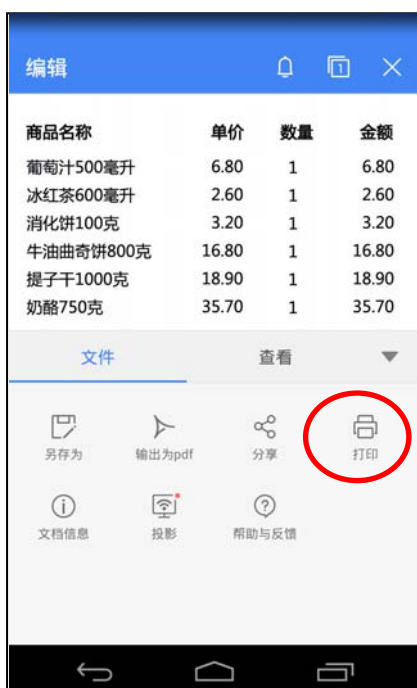 编辑 1
商品名称 单价 数量 金额
葡萄汁500毫升 6.80 1 6.80
冰红茶600毫升 2.60 1 2.60
消化饼100克 3.20 1 3.20
牛油曲奇饼800克 16.80 1 16.80
提子干1000克 18.90 1 18.90
奶酪750克 35.70 1 35.70
文件 查看
另存为 输出为pdf 分享 打印
文档信息 投影 帮助与反馈